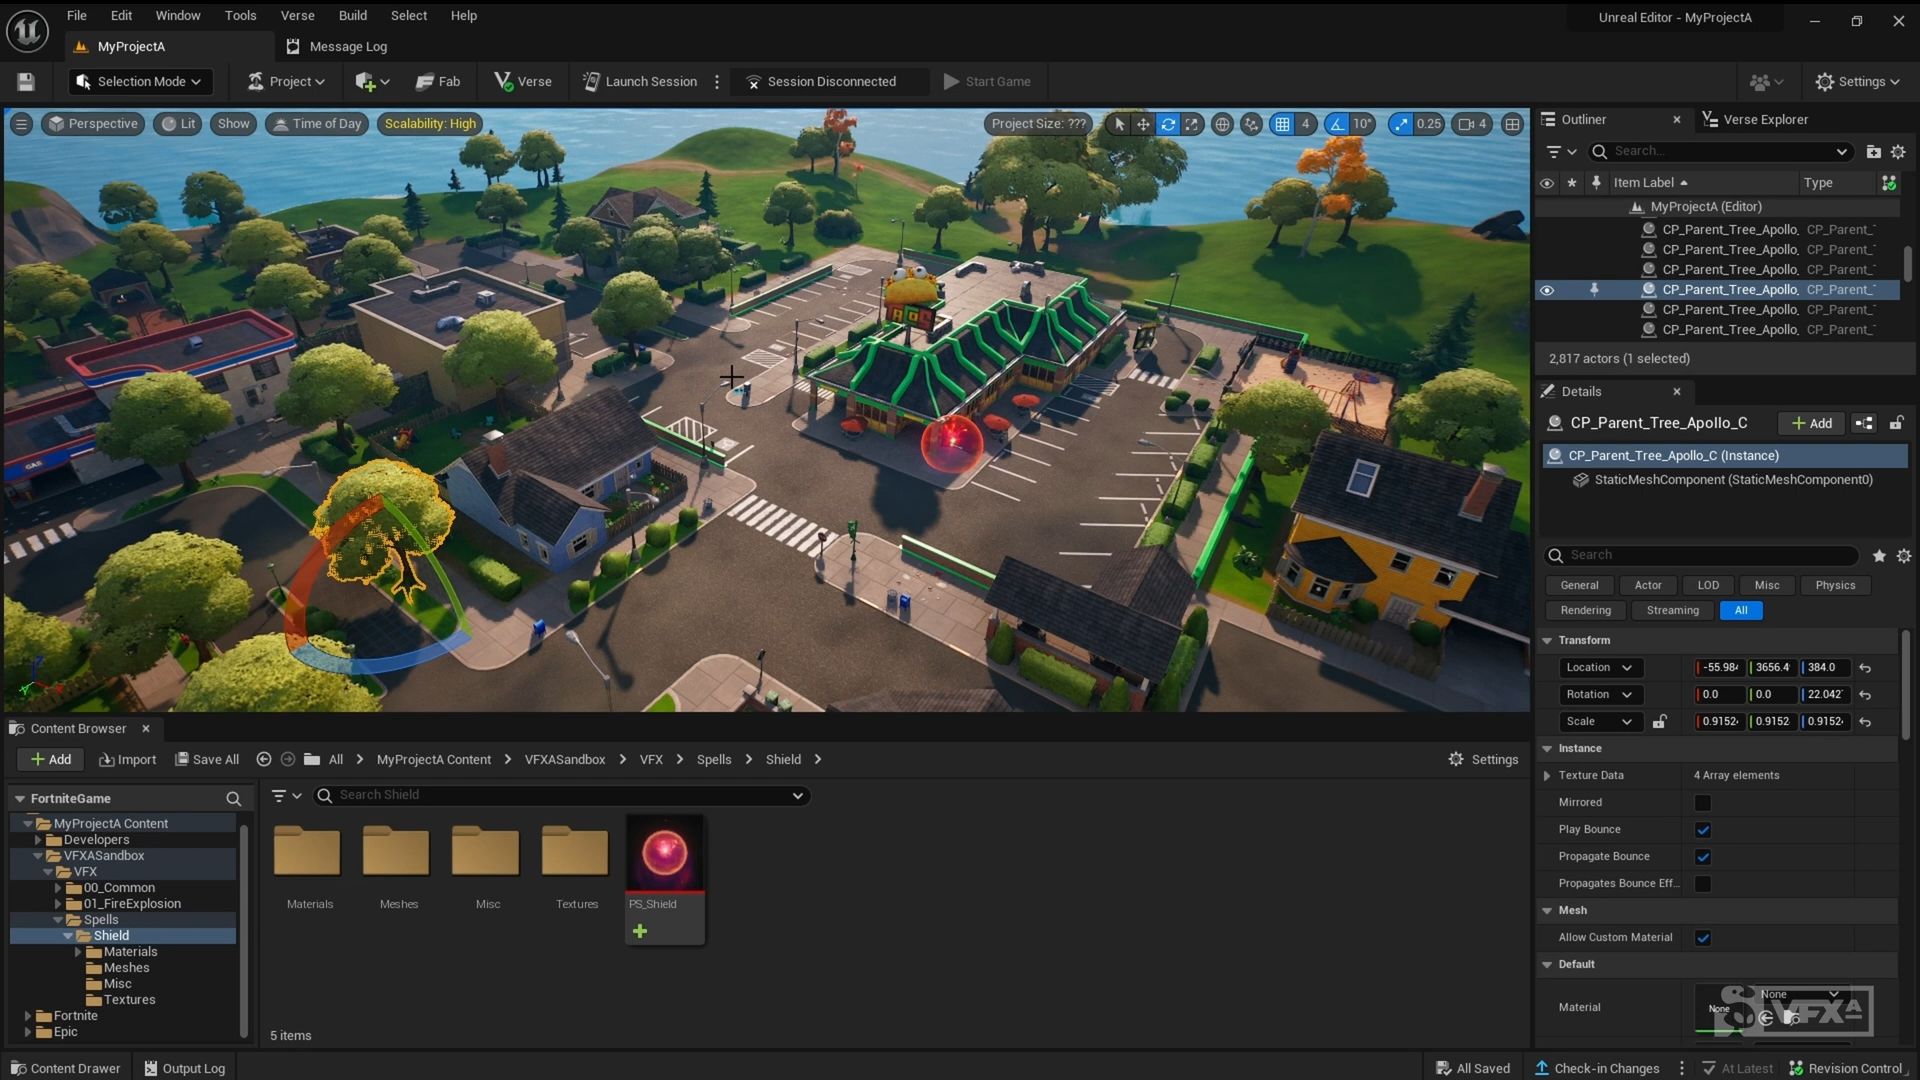 File Edit Window Tools Verse Build Select Help
Unreal Editor - MyProjectA
MyProjectA
Message Log
Selection Mode
Project
Fab
Verse
Launch Session
Session Disconnected
Start Game
Settings
Perspective
Lit
Show
Time of Day
Scalability: High
Project Size: ???
4
10°
0.25
4
Outliner
Verse Explorer
Search...
Item Label
Type
MyProjectA (Editor)
CP_Parent_Tree_Apollo. CP_Parent_
CP_Parent_Tree_Apollo. CP_Parent_
CP_Parent_Tree_Apollo. CP_Parent_
CP_Parent_Tree_Apollo. CP_Parent_
CP_Parent_Tree_Apollo. CP_Parent_
CP_Parent_Tree_Apollo. CP_Parent_
2,817 actors (1 selected)
Details
CP_Parent_Tree_Apollo_C
Add
CP_Parent_Tree_Apollo_C (Instance)
StaticMeshComponent (StaticMeshComponent0)
Search
General
Actor
LOD
Misc
Physics
Rendering
Streaming
All
Transform
Location -55.98 3656.4 384.0
Rotation 0.0 0.0 22.042
Scale 0.9152 0.9152 0.9152
Instance
Texture Data 4 Array elements
Mirrored
Play Bounce
Propagate Bounce
Propagates Bounce Eff...
Mesh
Allow Custom Material
Default
Material
None
None
VFXA
GAS
Content Browser
Add
Import
Save All
All > MyProjectA Content > VFXASandbox > VFX > Spells > Shield >
Settings
FortniteGame
Search Shield
MyProjectA Content
Developers
VFXASandbox
VFX
00_Common
01_FireExplosion
Spells
Shield
Materials
Meshes
Misc
Textures
Fortnite
Epic
Materials
Meshes
Misc
Textures
PS_Shield
5 items
Content Drawer
Output Log
All Saved
Check-in Changes
At Latest
Revision Control